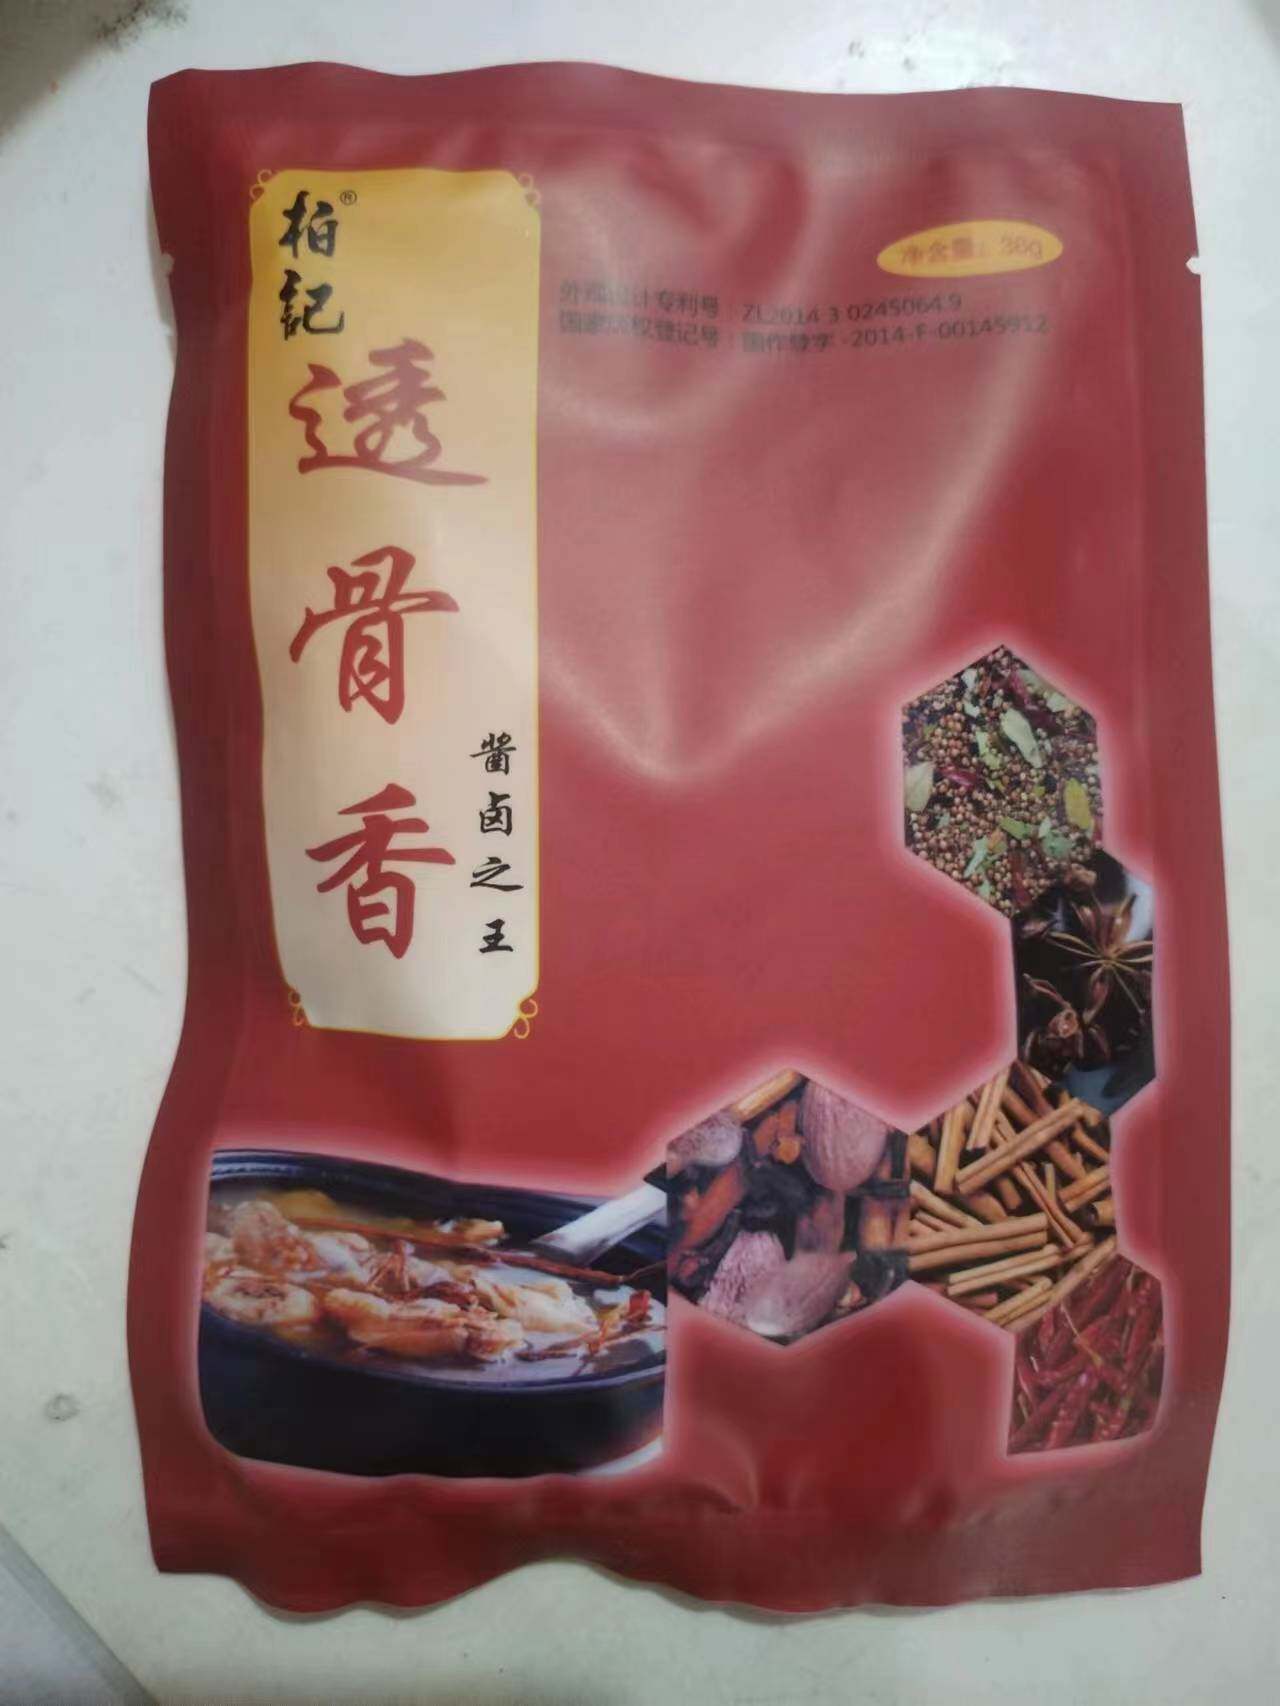 柏記®
透骨香
酱卤之王
净含量：38g
外观设计专利号：ZL2014 3 0245064.9
国家版权登记号：国作登字-2014-F-00145912